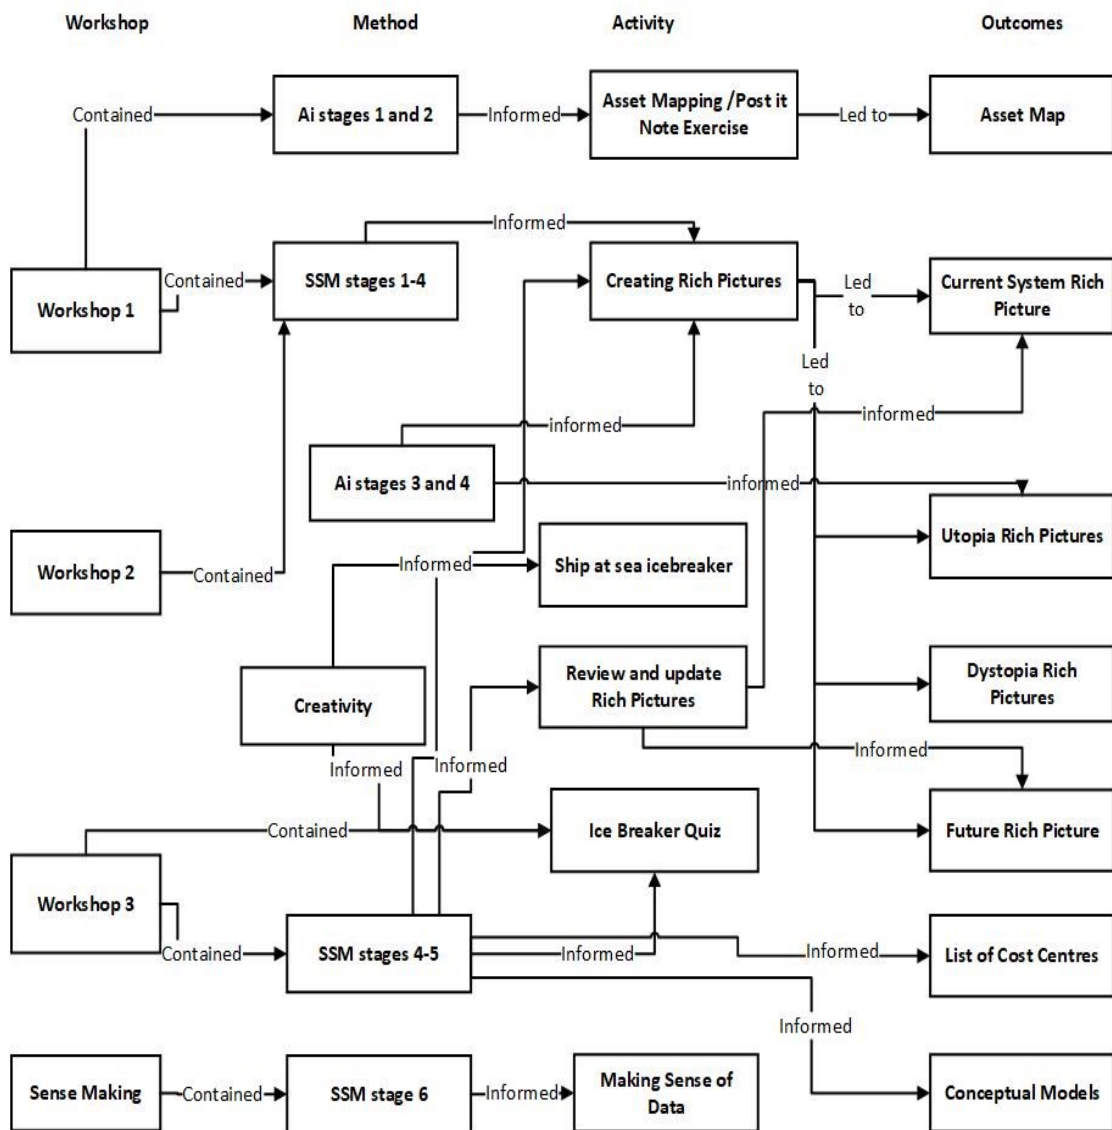 Workshop
Method
Activity
Outcomes
Contained
Ai stages 1 and 2
Informed
Asset Mapping /Post it
Note Exercise
Led to
Asset Map
Informed
Workshop 1
Contained
SSM stages 1-4
Creating Rich Pictures
Led
to
Current System Rich
Picture
Led
to
informed
informed
Ai stages 3 and 4
informed
Utopia Rich Pictures
Workshop 2
Contained
Informed
Ship at sea icebreaker
Creativity
Review and update
Rich Pictures
Dystopia Rich
Pictures
Informed
Informed
Informed
Contained
Ice Breaker Quiz
Future Rich Picture
Workshop 3
Contained
SSM stages 4-5
Informed
Informed
List of Cost Centres
Informed
Sense Making
Contained
SSM stage 6
Informed
Making Sense of
Data
Conceptual Models